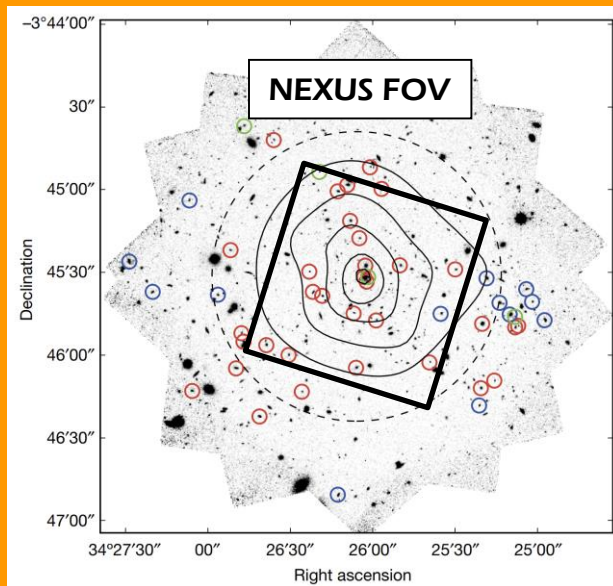 −3°44′00″
NEXUS FOV
30″
45′00″
Declination
45′30″
46′00″
46′30″
47′00″
34°27′30″ 00″ 26′30″ 26′00″ 25′30″ 25′00″
Right ascension